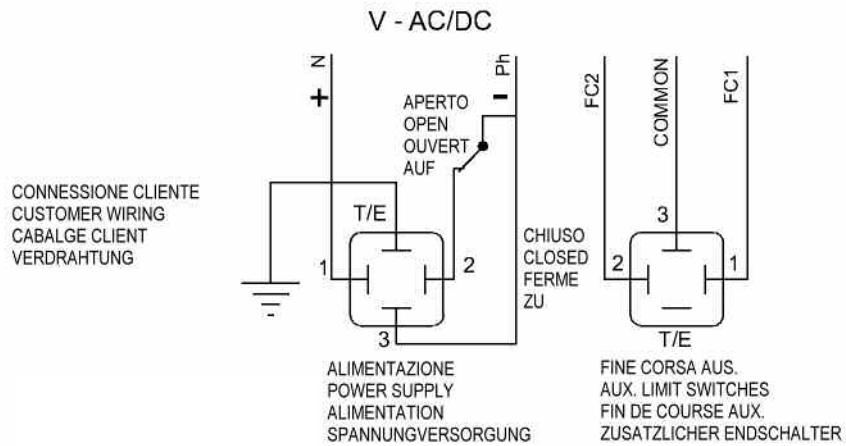 V - AC/DC
N
Ph
+
-
APERTO
OPEN
OUVERT
AUF
FC2
COMMON
FC1
CONNESSIONE CLIENTE
CUSTOMER WIRING
CABALGE CLIENT
VERDRAHTUNG
T/E
1
2
3
CHIUSO
CLOSED
FERME
ZU
3
2
1
T/E
ALIMENTAZIONE
POWER SUPPLY
ALIMENTATION
SPANNUNGVERSORGUNG
FINE CORSA AUS.
AUX. LIMIT SWITCHES
FIN DE COURSE AUX.
ZUSATZLICHER ENDSCHALTER